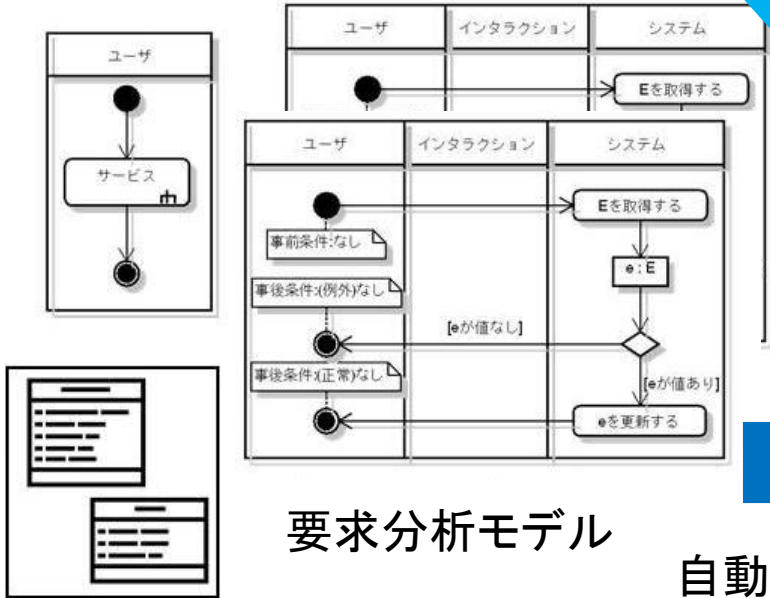 ユーザ
サービス
ユーザ インタラクション システム
Eを取得する
ユーザ インタラクション システム
Eを取得する
事前条件:なし
e : E
事後条件:(例外)なし
[eが値なし]
事後条件:(正常)なし
[eが値あり]
eを更新する
要求分析モデル
自動